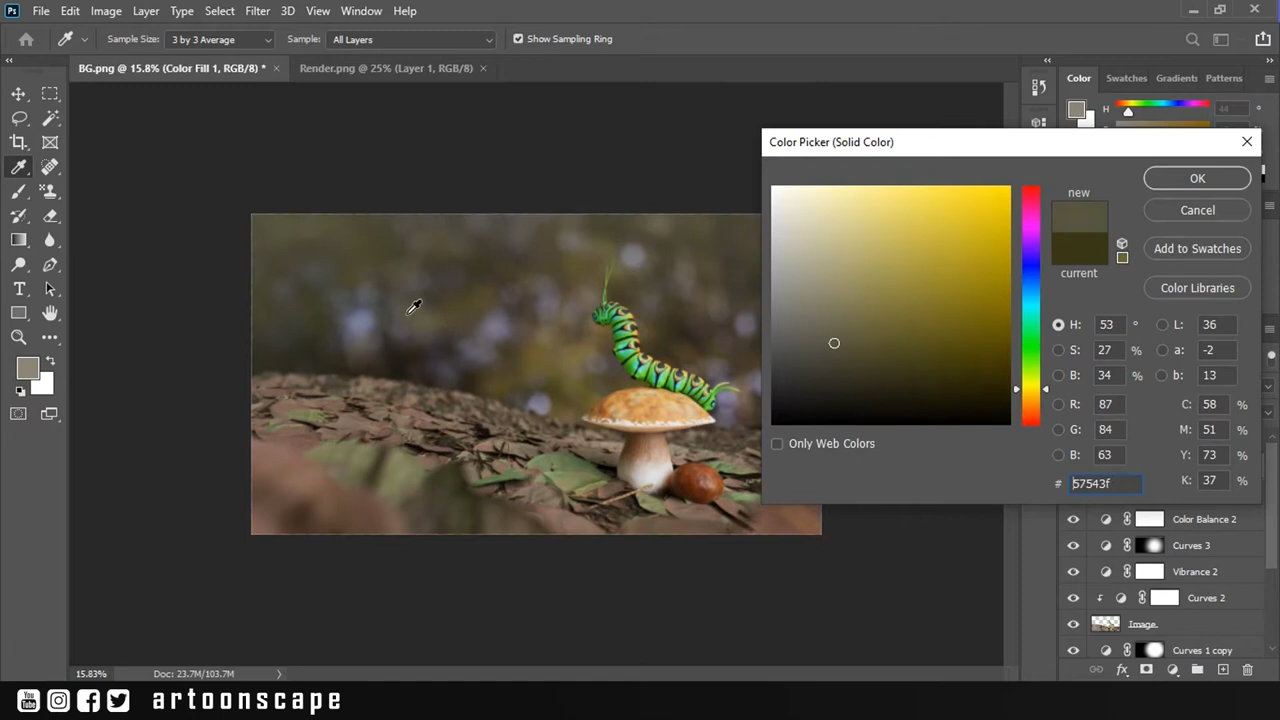 Ps File Edit Image Layer Type Select Filter 3D View Window Help
Sample Size: 3 by 3 Average Sample: All Layers Show Sampling Ring
BG.png @ 15.8% (Color Fill 1, RGB/8) * × Render.png @ 25% (Layer 1, RGB/8) ×
Color Swatches Gradients Patterns
H 44 °
Color Picker (Solid Color)
new
current
OK
Cancel
Add to Swatches
Color Libraries
H: 53 ° L: 36
S: 27 % a: -2
B: 34 % b: 13
R: 87 C: 58 %
G: 84 M: 51 %
B: 63 Y: 73 %
# 57543f K: 37 %
Only Web Colors
Color Balance 2
Curves 3
Vibrance 2
Curves 2
Image
Curves 1 copy
15.83% Doc: 23.7M/103.7M
You Tube artoonscape